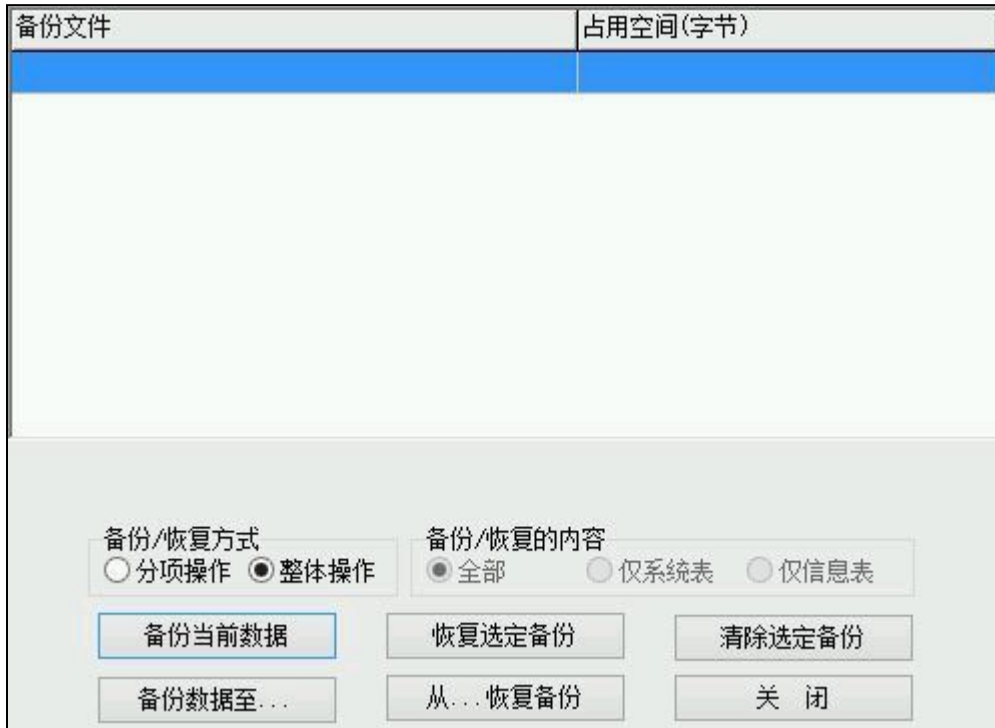 备份文件 占用空间(字节)
备份/恢复方式 备份/恢复的内容
分项操作 整体操作 全部 仅系统表 仅信息表
备份当前数据 恢复选定备份 清除选定备份
备份数据至... 从...恢复备份 关 闭